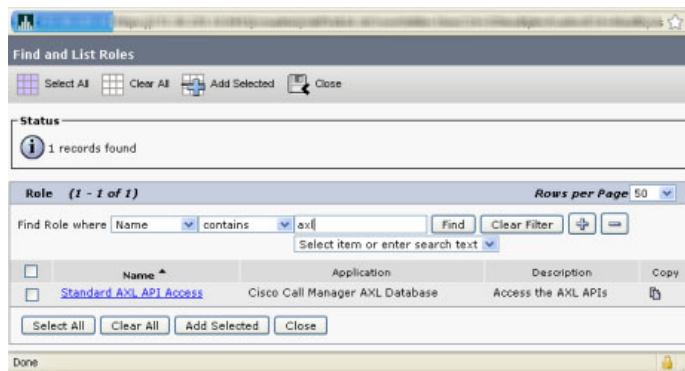 Find and List Roles
Select All Clear All Add Selected Close
Status
i 1 records found
Role (1 - 1 of 1) Rows per Page 50
Find Role where Name contains axl Find Clear Filter
Select item or enter search text
Name Application Description Copy
Standard AXL API Access Cisco Call Manager AXL Database Access the AXL APIs
Select All Clear All Add Selected Close
Done